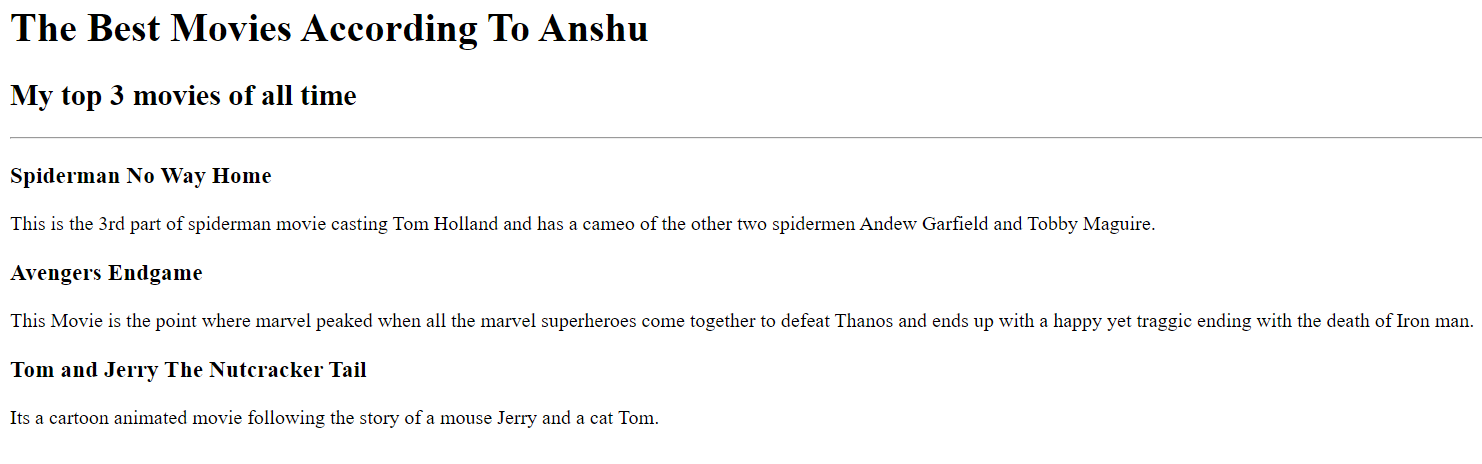 The Best Movies According To Anshu
My top 3 movies of all time
Spiderman No Way Home
This is the 3rd part of spiderman movie casting Tom Holland and has a cameo of the other two spidermen Andew Garfield and Tobby Maguire.
Avengers Endgame
This Movie is the point where marvel peaked when all the marvel superheroes come together to defeat Thanos and ends up with a happy yet traggic ending with the death of Iron man.
Tom and Jerry The Nutcracker Tail
Its a cartoon animated movie following the story of a mouse Jerry and a cat Tom.